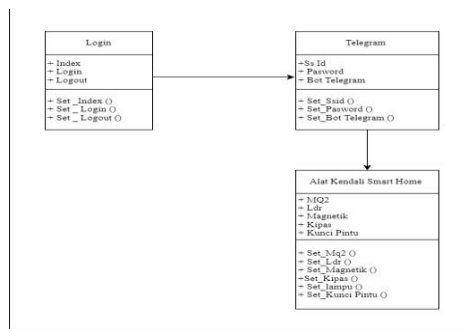 Login
+ Index
+ Login
+ Logout
+ Set _Index ()
+ Set _ Login ()
+ Set _ Logout ()
Telegram
+Ss Id
+ Pasword
+ Bot Telegram
+ Set_Ssid ()
+ Set_Pasword ()
+ Set_Bot Telegram ()
Alat Kendali Smart Home
+ MQ2
+ Ldr
+ Magnetik
+ Kipas
+ Kunci Pintu
+ Set_Mq2 ()
+ Set_Ldr ()
+ Set_Magnetik ()
+Set_Kipas ()
+ Set_lampu ()
+ Set_Kunci Pintu ()